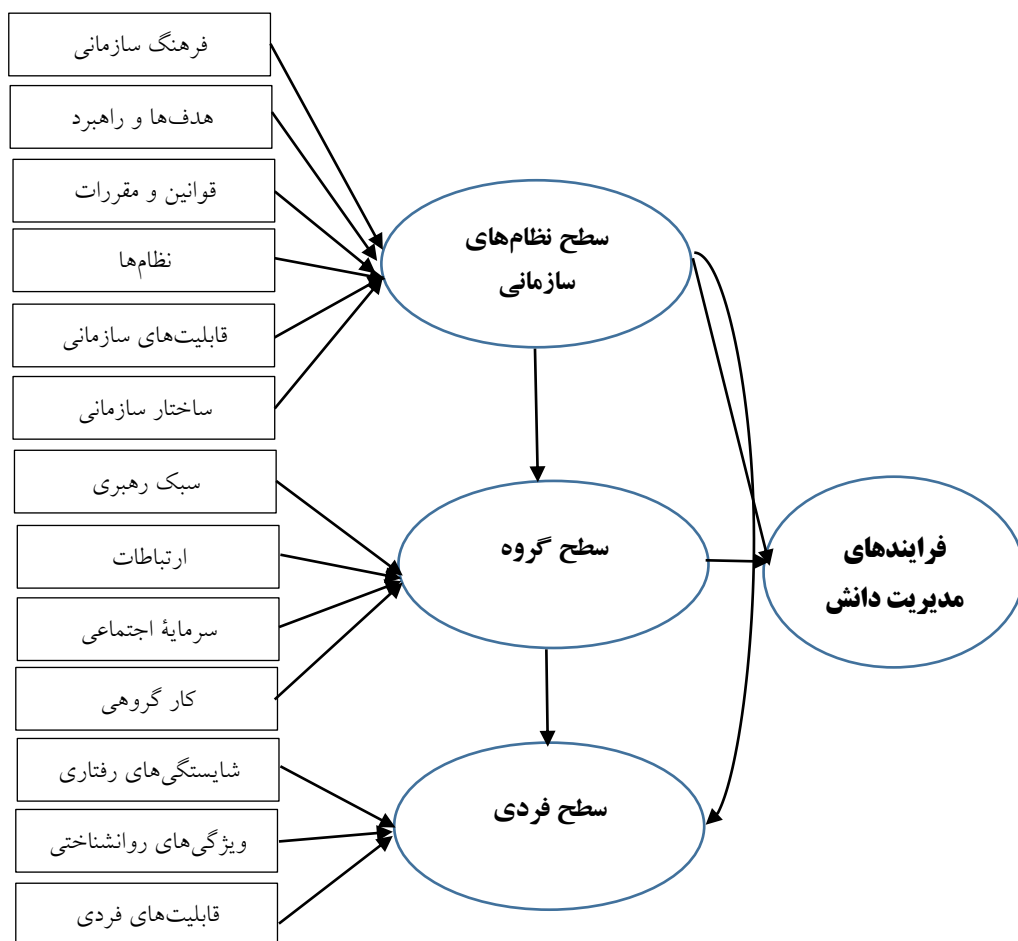 فرهنگ سازمانی
هدف‌ها و راهبرد
قوانین و مقررات
نظام‌ها
قابلیت‌های سازمانی
ساختار سازمانی
سبک رهبری
ارتباطات
سرمایۀ اجتماعی
کار گروهی
شایستگی‌های رفتاری
ویژگی‌های روانشناختی
قابلیت‌های فردی
سطح نظام‌های
سازمانی
سطح گروه
سطح فردی
فرایندهای
مدیریت دانش